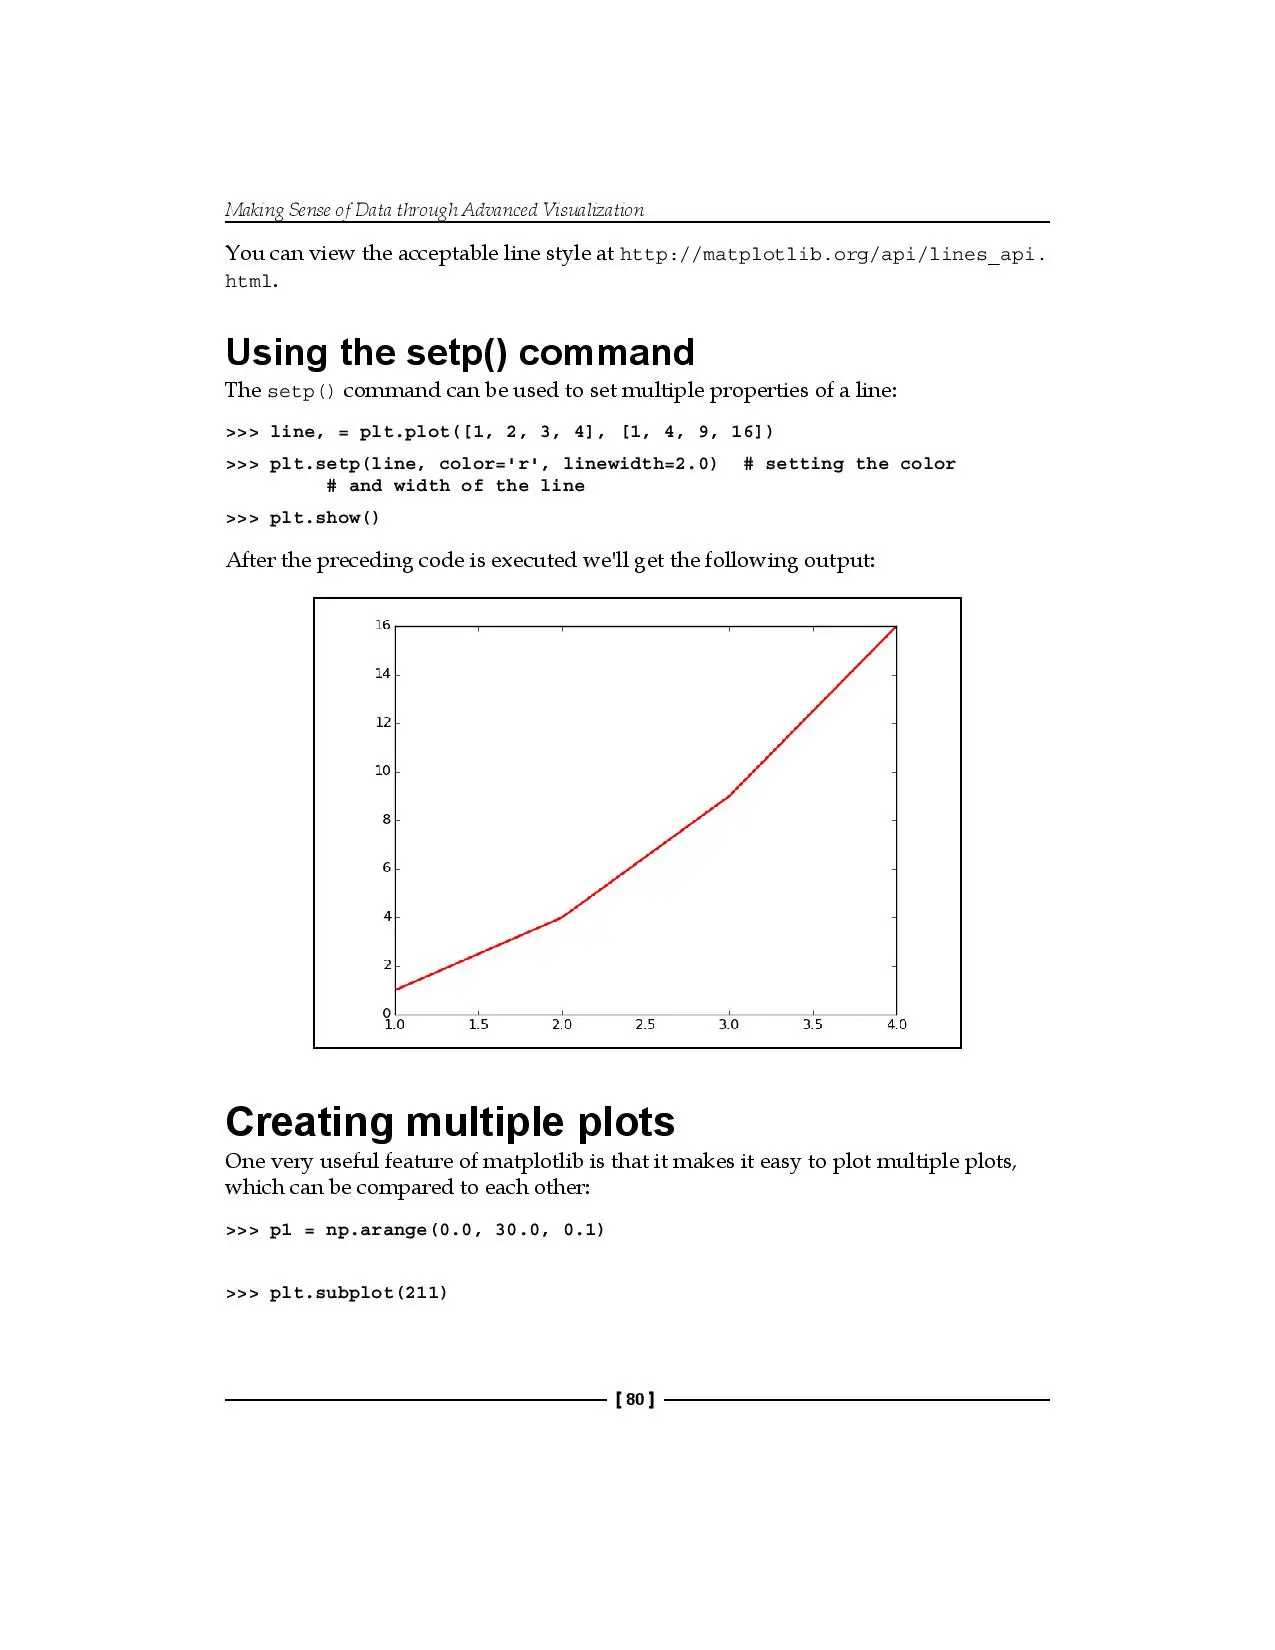 Making Sense of Data through Advanced Visualization
You can view the acceptable line style at http://matplotlib.org/api/lines_api.
html.
Using the setp() command
The setp() command can be used to set multiple properties of a line:
>>> line, = plt.plot([1, 2, 3, 4], [1, 4, 9, 16])
>>> plt.setp(line, color='r', linewidth=2.0)  # setting the color
# and width of the line
>>> plt.show()
After the preceding code is executed we'll get the following output:
16
14
12
10
8
6
4
2
0
1.0 1.5 2.0 2.5 3.0 3.5 4.0
Creating multiple plots
One very useful feature of matplotlib is that it makes it easy to plot multiple plots,
which can be compared to each other:
>>> p1 = np.arange(0.0, 30.0, 0.1)
>>> plt.subplot(211)
[ 80 ]